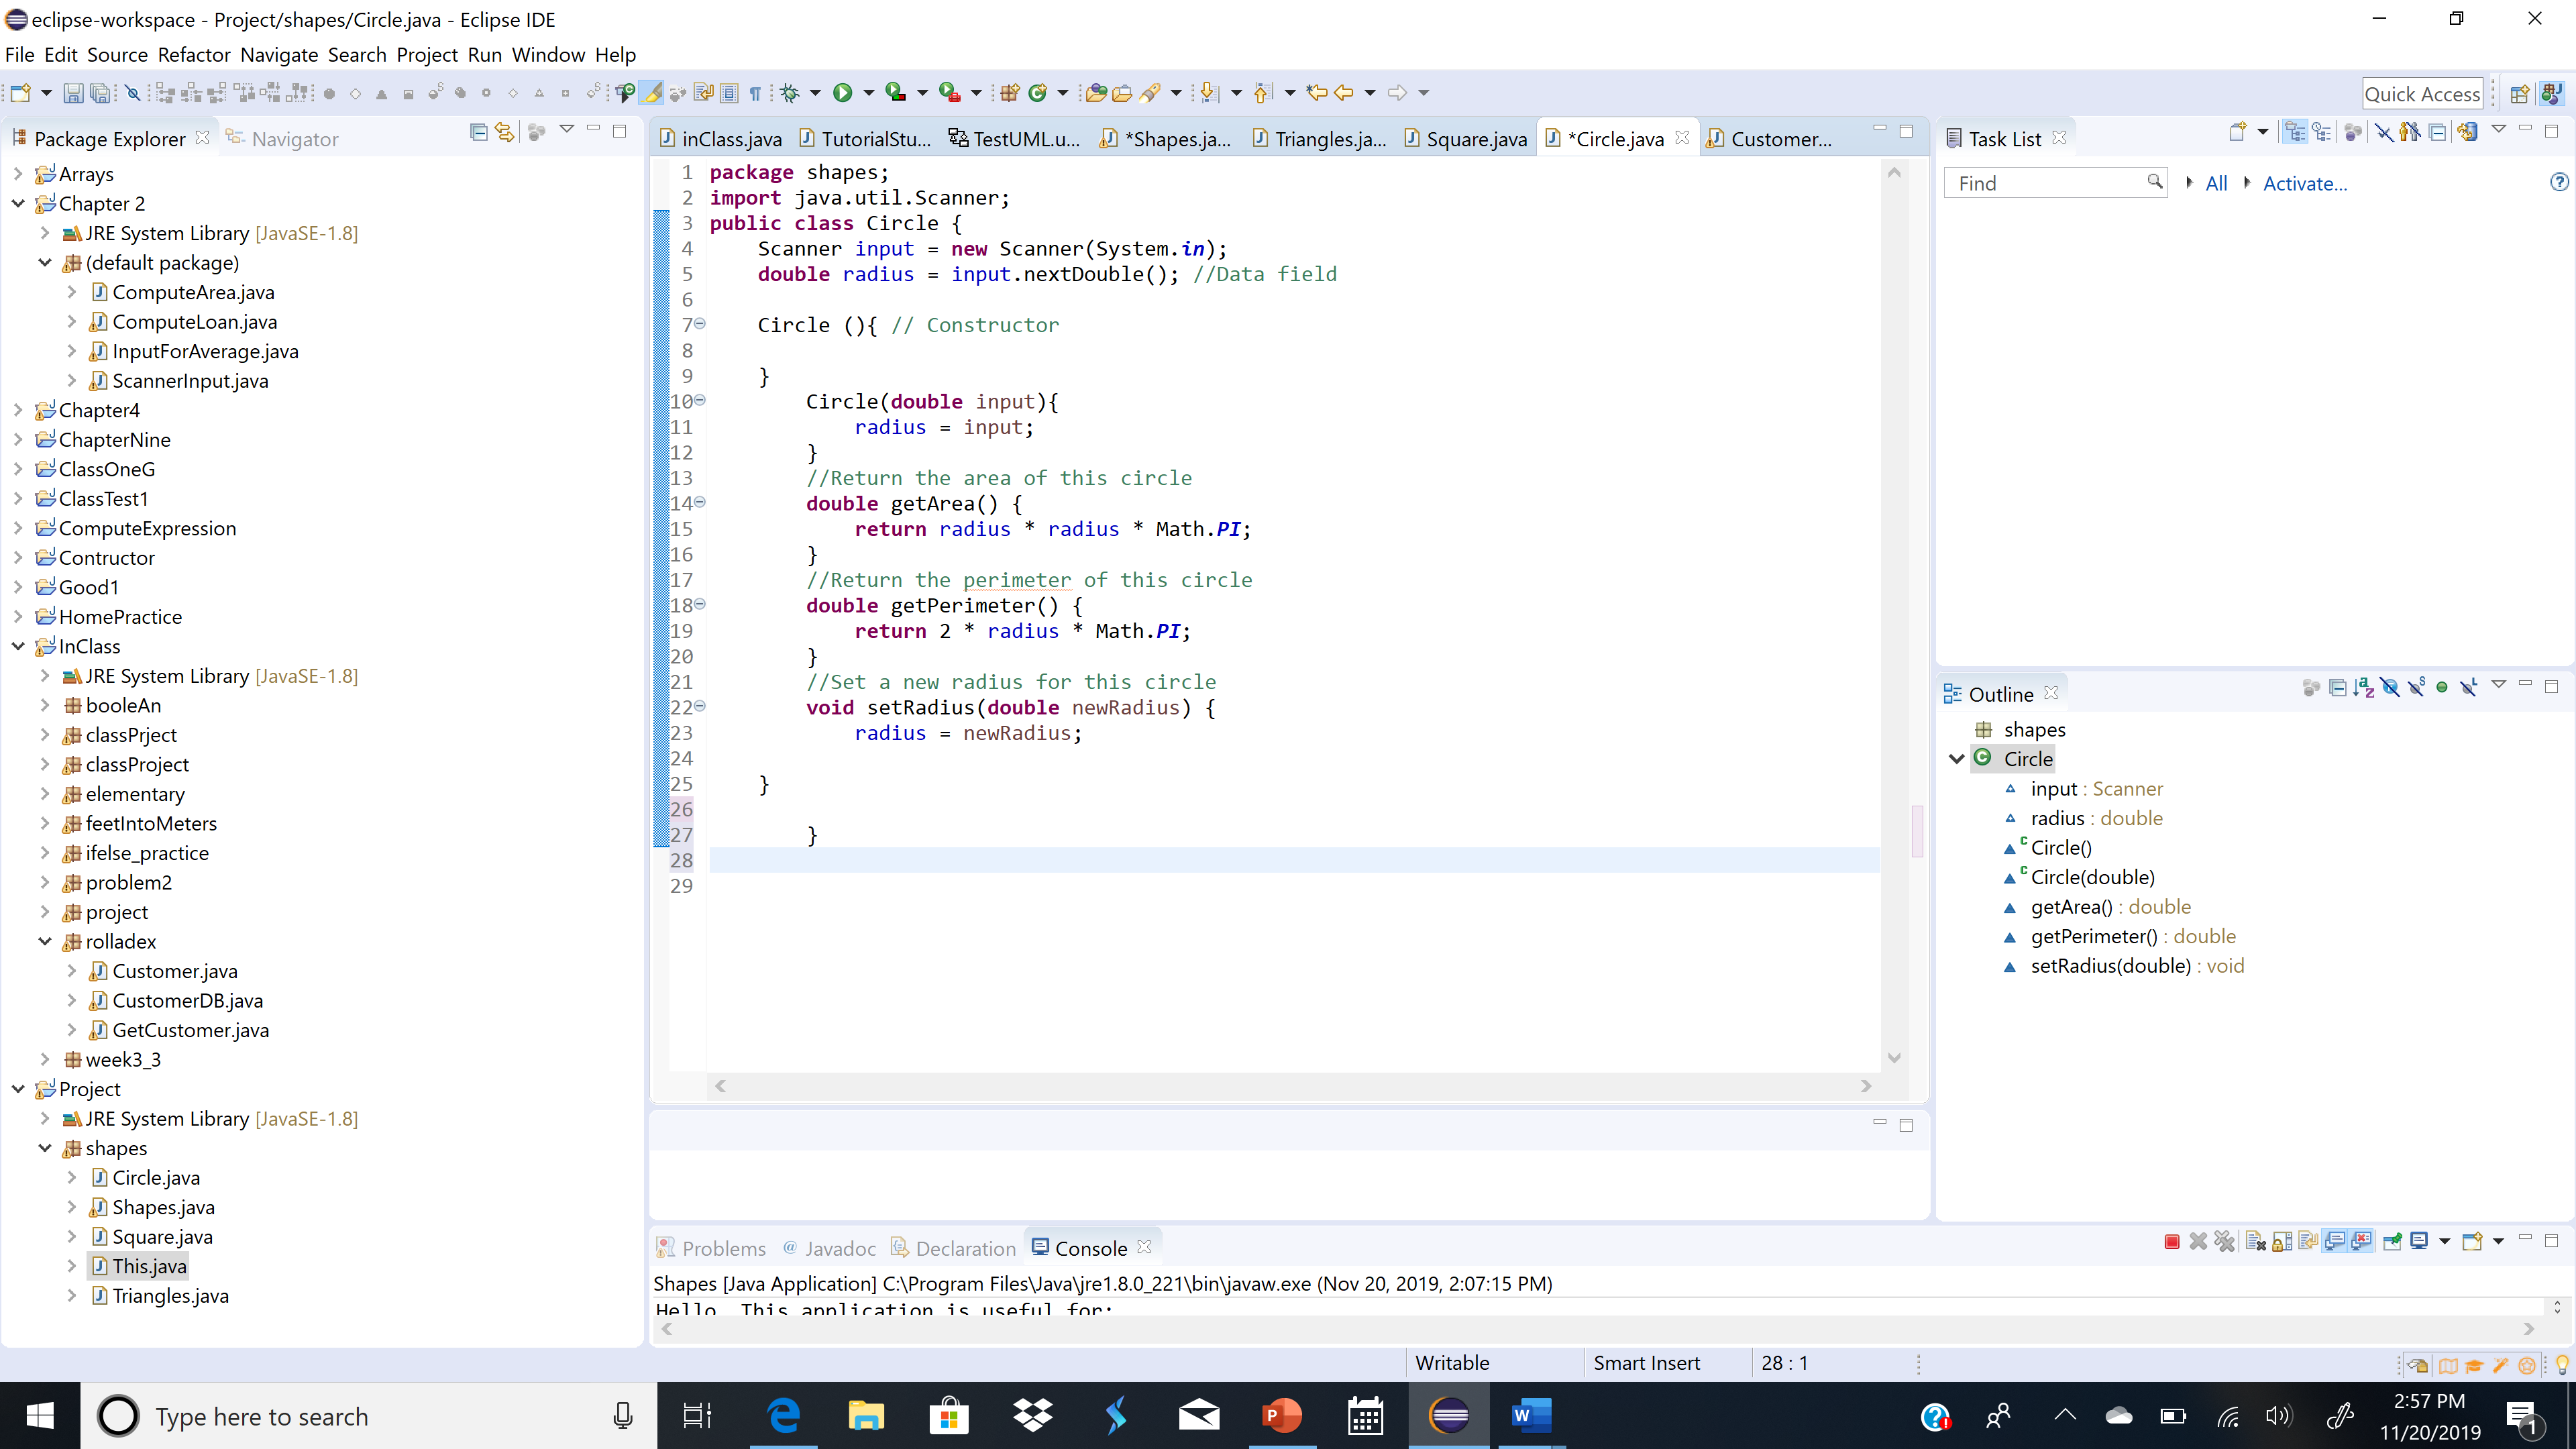 eclipse-workspace - Project/shapes/Circle.java - Eclipse IDE
File Edit Source Refactor Navigate Search Project Run Window Help
Quick Access
Package Explorer
Navigator
Arrays
Chapter 2
JRE System Library [JavaSE-1.8]
(default package)
ComputeArea.java
ComputeLoan.java
InputForAverage.java
ScannerInput.java
Chapter4
ChapterNine
ClassOneG
ClassTest1
ComputeExpression
Contructor
Good1
HomePractice
InClass
JRE System Library [JavaSE-1.8]
booleAn
classPrject
classProject
elementary
feetIntoMeters
ifelse_practice
problem2
project
rolladex
Customer.java
CustomerDB.java
GetCustomer.java
week3_3
Project
JRE System Library [JavaSE-1.8]
shapes
Circle.java
Shapes.java
Square.java
This.java
Triangles.java
inClass.java TutorialStu... TestUML.u... *Shapes.ja... Triangles.ja... Square.java *Circle.java Customer...
1 package shapes;
2 import java.util.Scanner;
3 public class Circle {
4 Scanner input = new Scanner(System.in);
5 double radius = input.nextDouble(); //Data field
6
7 Circle (){ // Constructor
8
9 }
10 Circle(double input){
11 radius = input;
12 }
13 //Return the area of this circle
14 double getArea() {
15 return radius * radius * Math.PI;
16 }
17 //Return the perimeter of this circle
18 double getPerimeter() {
19 return 2 * radius * Math.PI;
20 }
21 //Set a new radius for this circle
22 void setRadius(double newRadius) {
23 radius = newRadius;
24
25 }
26
27 }
28
29
Task List
Find
All
Activate...
Outline
shapes
Circle
input : Scanner
radius : double
Circle()
Circle(double)
getArea() : double
getPerimeter() : double
setRadius(double) : void
Problems @ Javadoc Declaration Console
Shapes [Java Application] C:\Program Files\Java\jre1.8.0_221\bin\javaw.exe (Nov 20, 2019, 2:07:15 PM)
Hello. This application is useful for:
Writable
Smart Insert
28 : 1
Type here to search
2:57 PM
11/20/2019
1